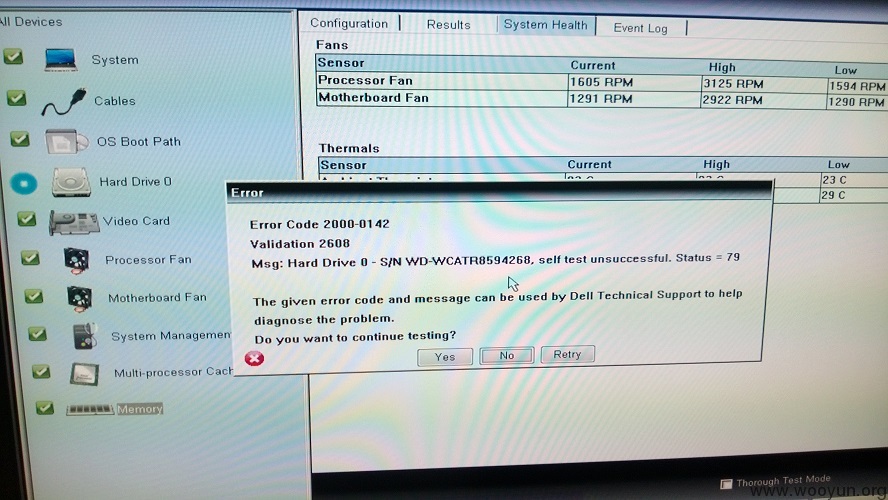 All Devices
System
Cables
OS Boot Path
Hard Drive 0
Video Card
Processor Fan
Motherboard Fan
System Managemen
Multi-processor Cach
Memory
Configuration Results System Health Event Log
Fans
Sensor Current High Low
Processor Fan 1605 RPM 3125 RPM 1594 RPM
Motherboard Fan 1291 RPM 2922 RPM 1290 RPM
Thermals
Sensor Current High Low
23 C
29 C
Error
Error Code 2000-0142
Validation 2608
Msg: Hard Drive 0 - S/N WD-WCATR8594268, self test unsuccessful. Status = 79
The given error code and message can be used by Dell Technical Support to help
diagnose the problem.
Do you want to continue testing?
Yes No Retry
Thorough Test Mode
www.wooyun.org